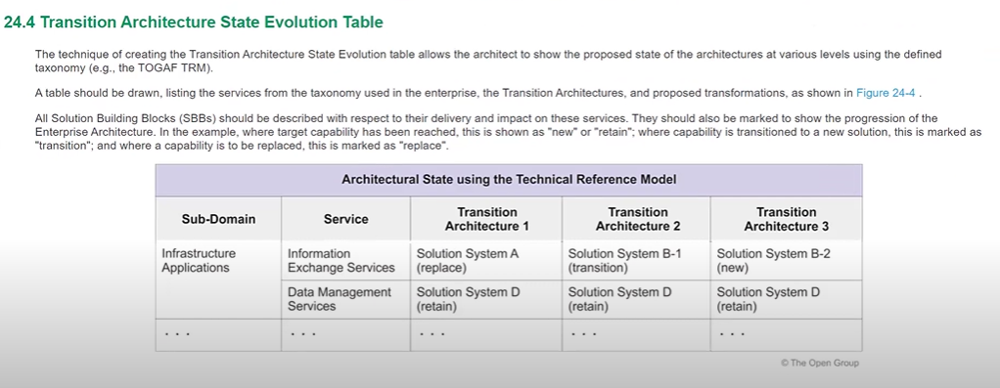 24.4 Transition Architecture State Evolution Table
The technique of creating the Transition Architecture State Evolution table allows the architect to show the proposed state of the architectures at various levels using the defined
taxonomy (e.g., the TOGAF TRM).
A table should be drawn, listing the services from the taxonomy used in the enterprise, the Transition Architectures, and proposed transformations, as shown in Figure 24-4 .
All Solution Building Blocks (SBBs) should be described with respect to their delivery and impact on these services. They should also be marked to show the progression of the
Enterprise Architecture. In the example, where target capability has been reached, this is shown as "new" or "retain"; where capability is transitioned to a new solution, this is marked as
"transition"; and where a capability is to be replaced, this is marked as "replace".
Architectural State using the Technical Reference Model
Sub-Domain
Service
Transition
Architecture 1
Transition
Architecture 2
Transition
Architecture 3
Infrastructure
Applications
Information
Exchange Services
Solution System A
(replace)
Solution System B-1
(transition)
Solution System B-2
(new)
Data Management
Services
Solution System D
(retain)
Solution System D
(retain)
Solution System D
(retain)
. . .
. . .
. . .
. . .
. . .
© The Open Group